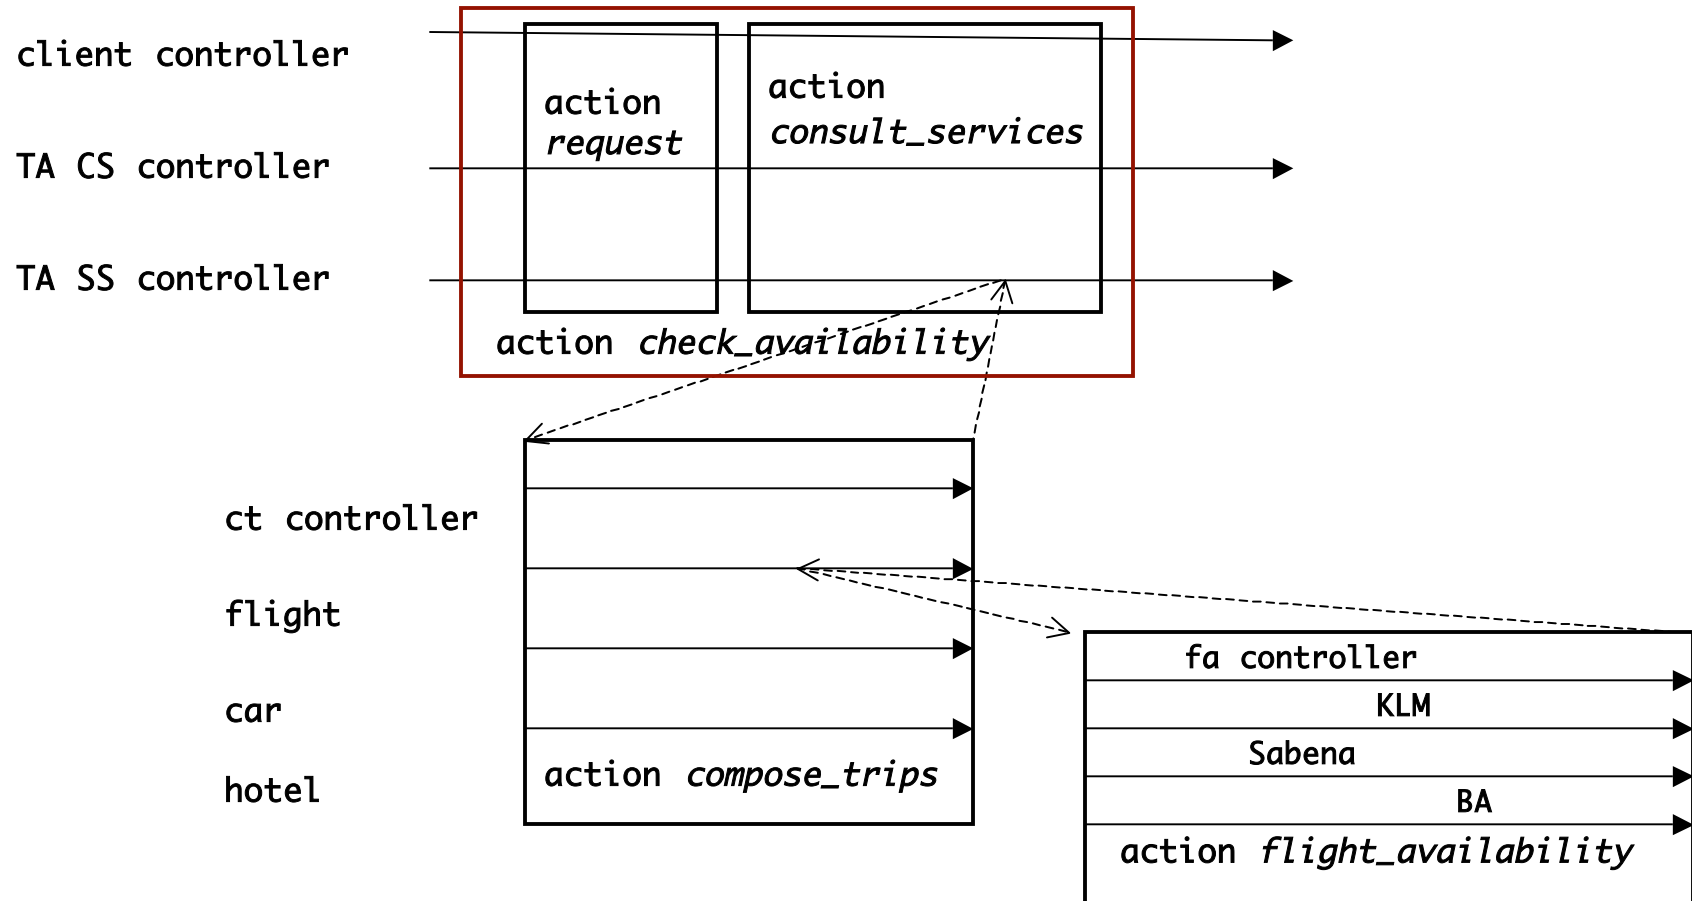 client controller
action
request
action
consult_services
TA CS controller
TA SS controller
action check_availability
ct controller
flight
car
hotel
action compose_trips
fa controller
KLM
Sabena
BA
action flight_availability